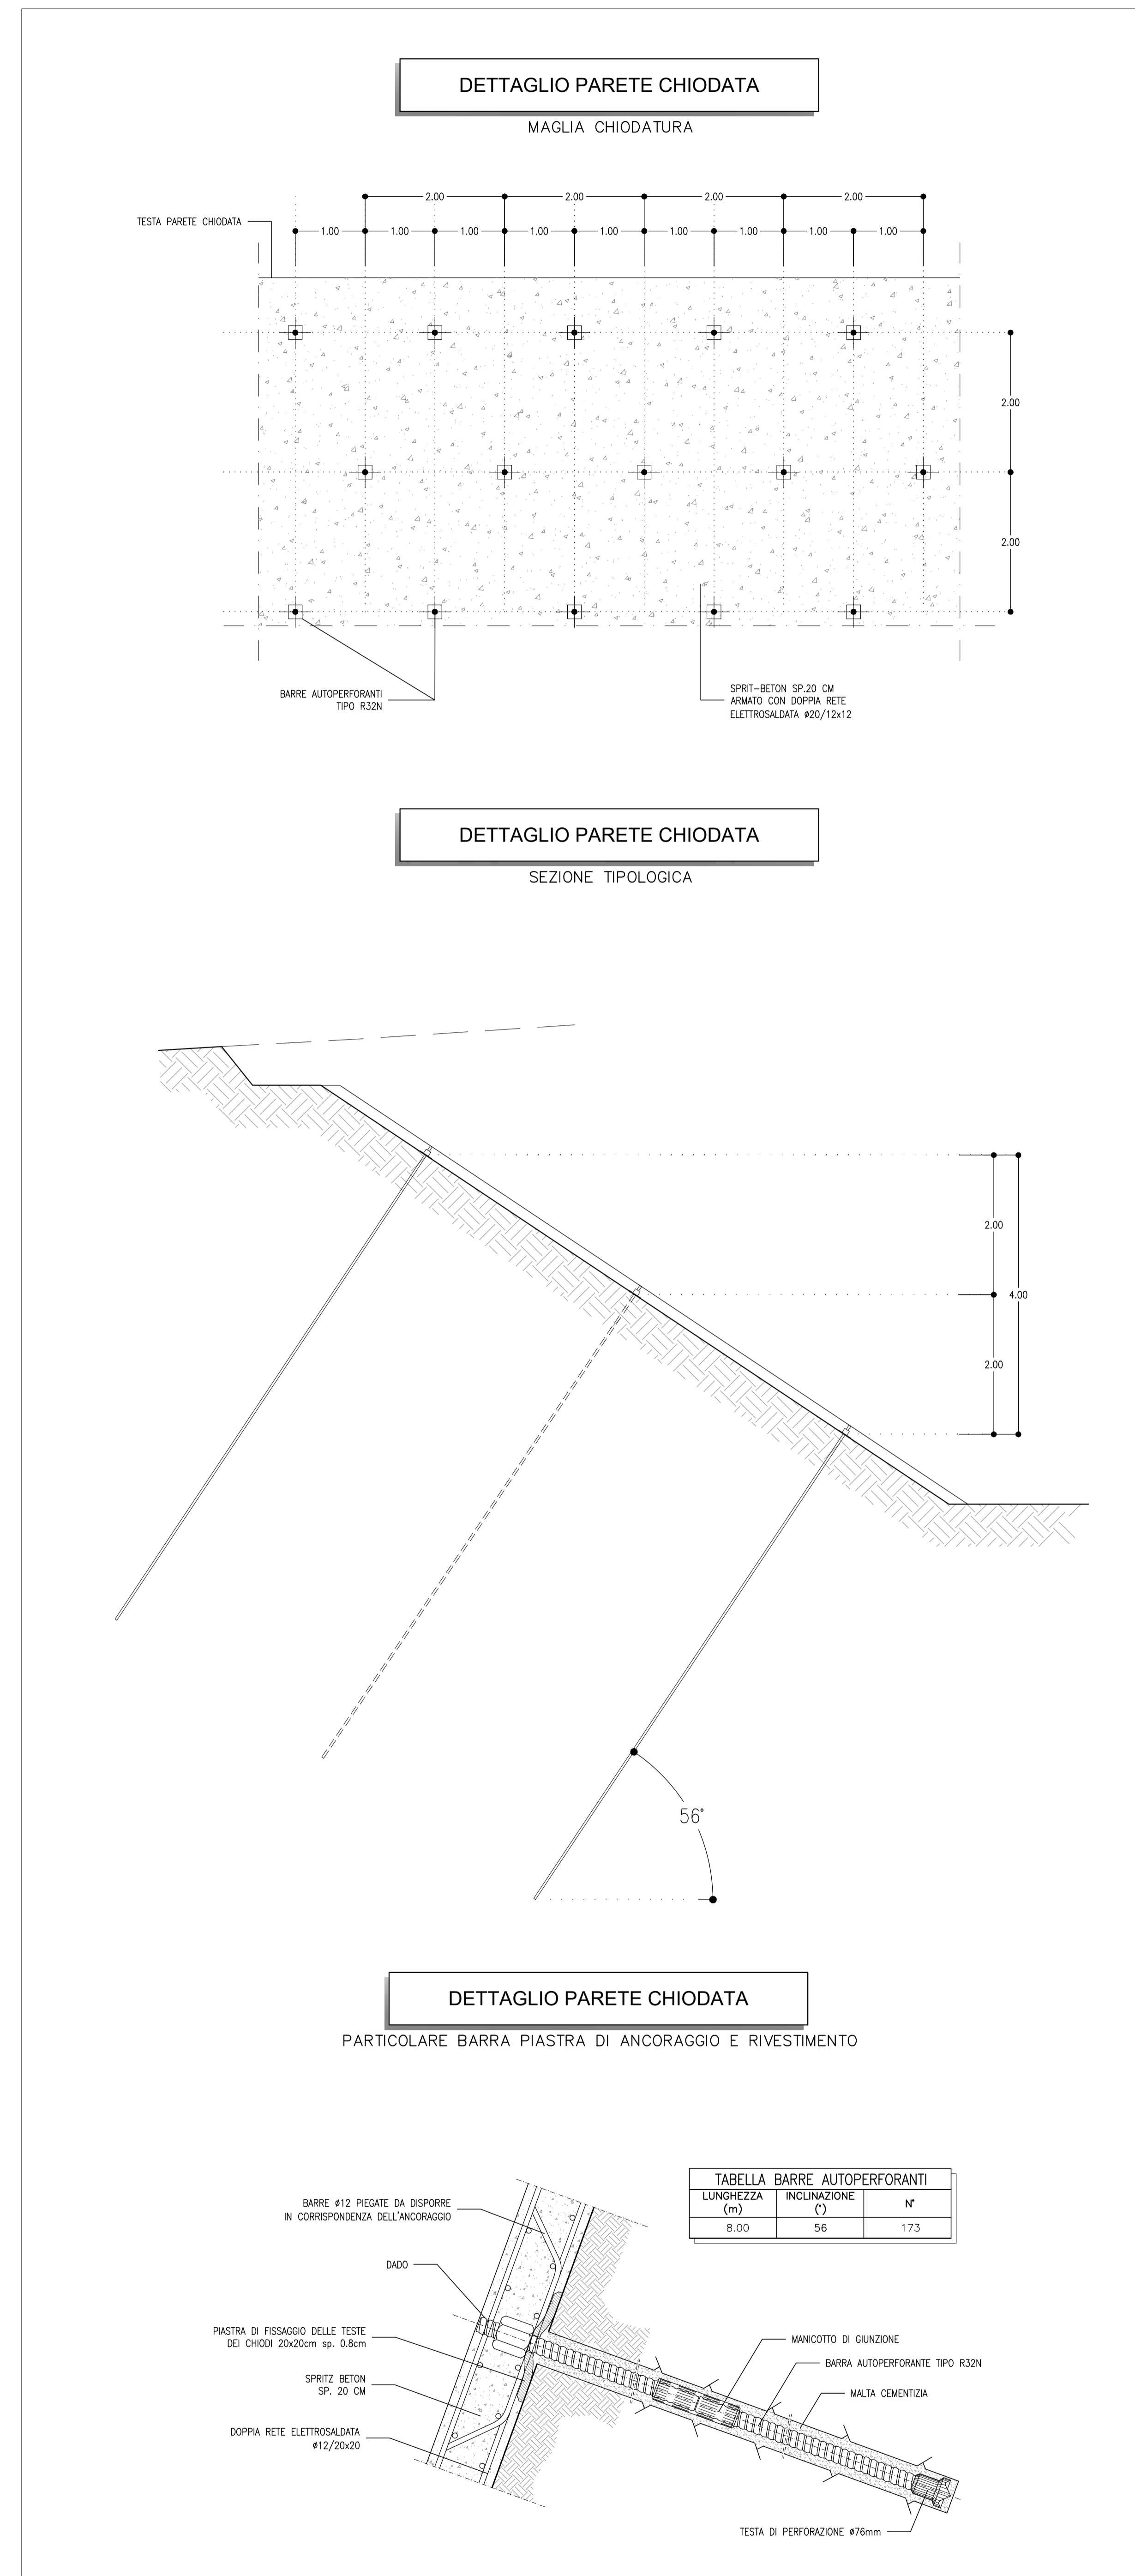 DETTAGLIO PARETE CHIODATA
MAGLIA CHIODATURA
2.00 2.00 2.00 2.00
TESTA PARETE CHIODATA
1.00 1.00 1.00 1.00 1.00 1.00 1.00 1.00 1.00
2.00
2.00
BARRE AUTOPERFORANTI
TIPO R32N
SPRIT-BETON SP.20 CM
ARMATO CON DOPPIA RETE
ELETTROSALDATA ø20/12x12
DETTAGLIO PARETE CHIODATA
SEZIONE TIPOLOGICA
2.00
4.00
2.00
56°
DETTAGLIO PARETE CHIODATA
PARTICOLARE BARRA PIASTRA DI ANCORAGGIO E RIVESTIMENTO
TABELLA BARRE AUTOPERFORANTI
LUNGHEZZA (m) INCLINAZIONE (°) N°
8.00 56 173
BARRE ø12 PIEGATE DA DISPORRE
IN CORRISPONDENZA DELL'ANCORAGGIO
DADO
PIASTRA DI FISSAGGIO DELLE TESTE
DEI CHIODI 20x20cm sp. 0.8cm
SPRITZ BETON
SP. 20 CM
DOPPIA RETE ELETTROSALDATA
ø12/20x20
MANICOTTO DI GIUNZIONE
BARRA AUTOPERFORANTE TIPO R32N
MALTA CEMENTIZIA
TESTA DI PERFORAZIONE ø76mm